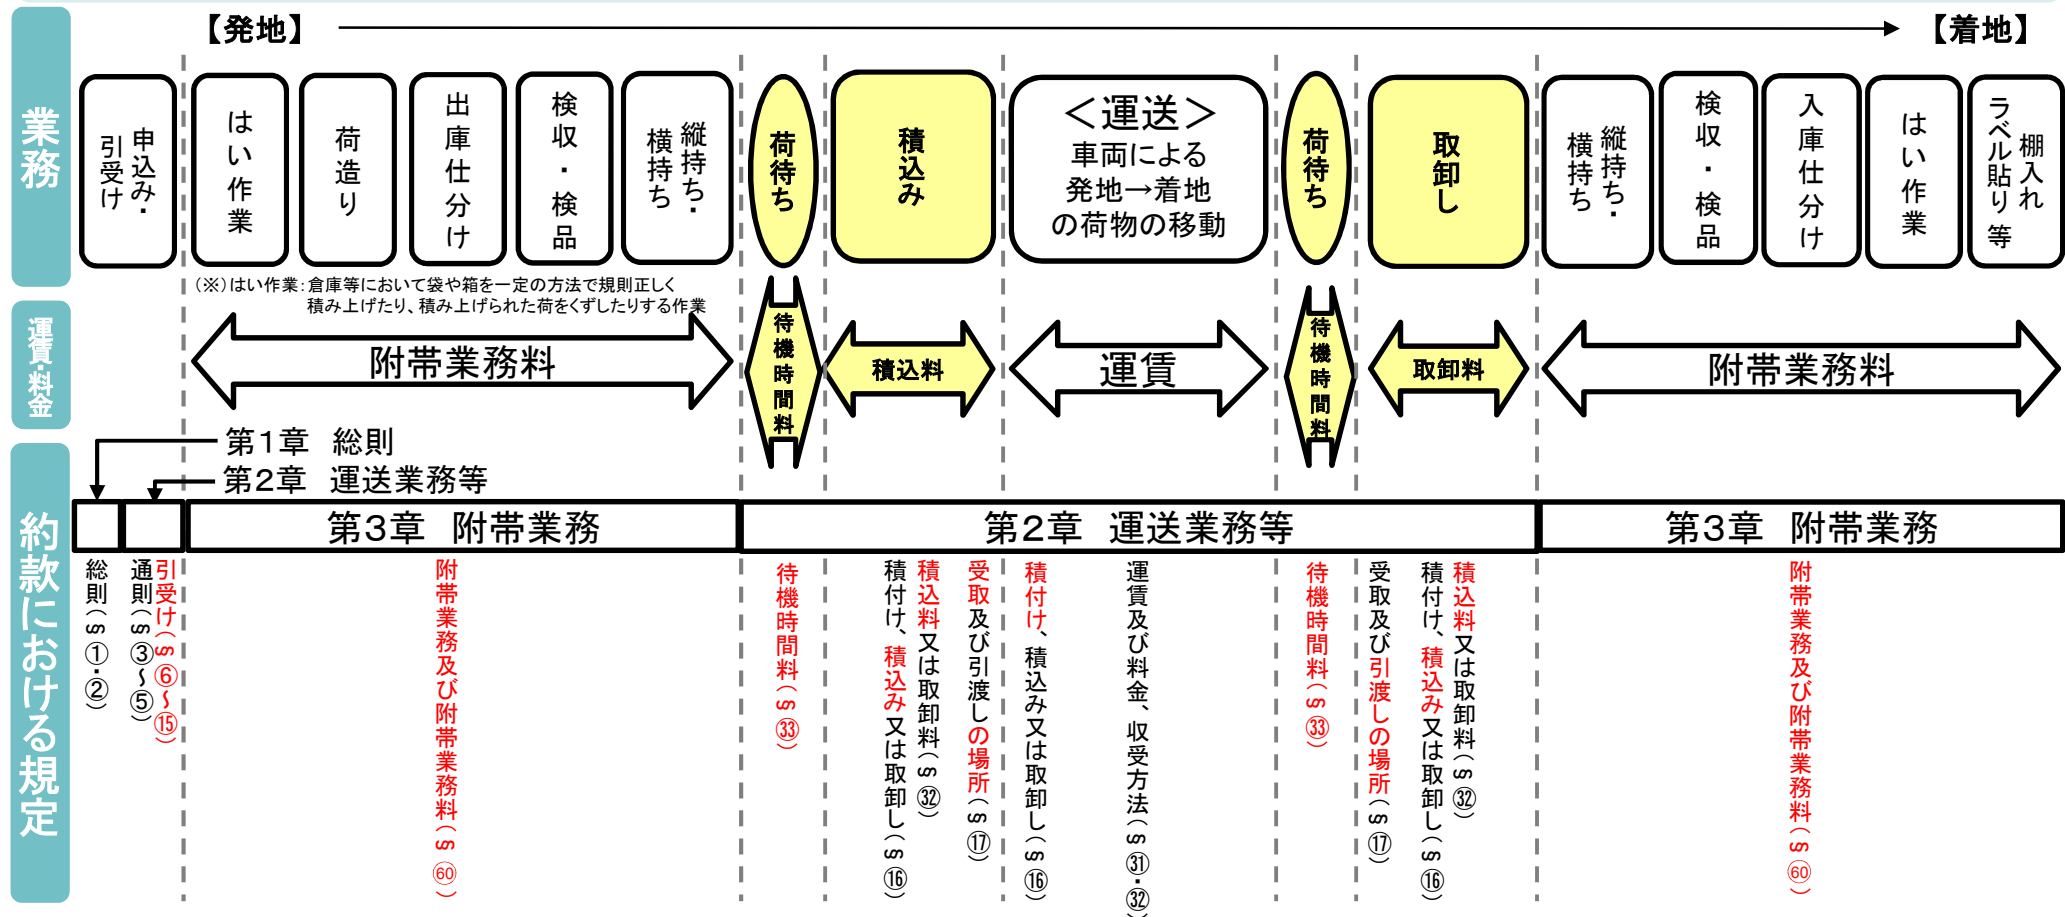 【発地】
【着地】
業務
申込み・
引受け
はい作業
荷造り
出庫仕分け
検収・検品
縦持ち・
横持ち
荷待ち
積込み
＜運送＞
車両による
発地→着地
の荷物の移動
荷待ち
取卸し
縦持ち・
横持ち
検収・検品
入庫仕分け
はい作業
棚入れ
ラベル貼り等
(※)はい作業：倉庫等において袋や箱を一定の方法で規則正しく
積み上げたり、積み上げられた荷をくずしたりする作業
運賃・料金
附帯業務料
待機時間料
積込料
運賃
待機時間料
取卸料
附帯業務料
約款における規定
第1章 総則
第2章 運送業務等
第3章 附帯業務
第2章 運送業務等
第3章 附帯業務
総則(§①・②)
引受け(§⑥～⑮)
通則(§③～⑤)
附帯業務及び附帯業務料(§60)
待機時間料(§㉝)
受取及び引渡しの場所(§⑰)
積込料又は取卸料(§㉜)
積付け、積込み又は取卸し(§⑯)
運賃及び料金、収受方法(§㉛・㉜)
積付け、積込み又は取卸し(§⑯)
待機時間料(§㉝)
積込料又は取卸料(§㉜)
積付け、積込み又は取卸し(§⑯)
受取及び引渡しの場所(§⑰)
附帯業務及び附帯業務料(§60)